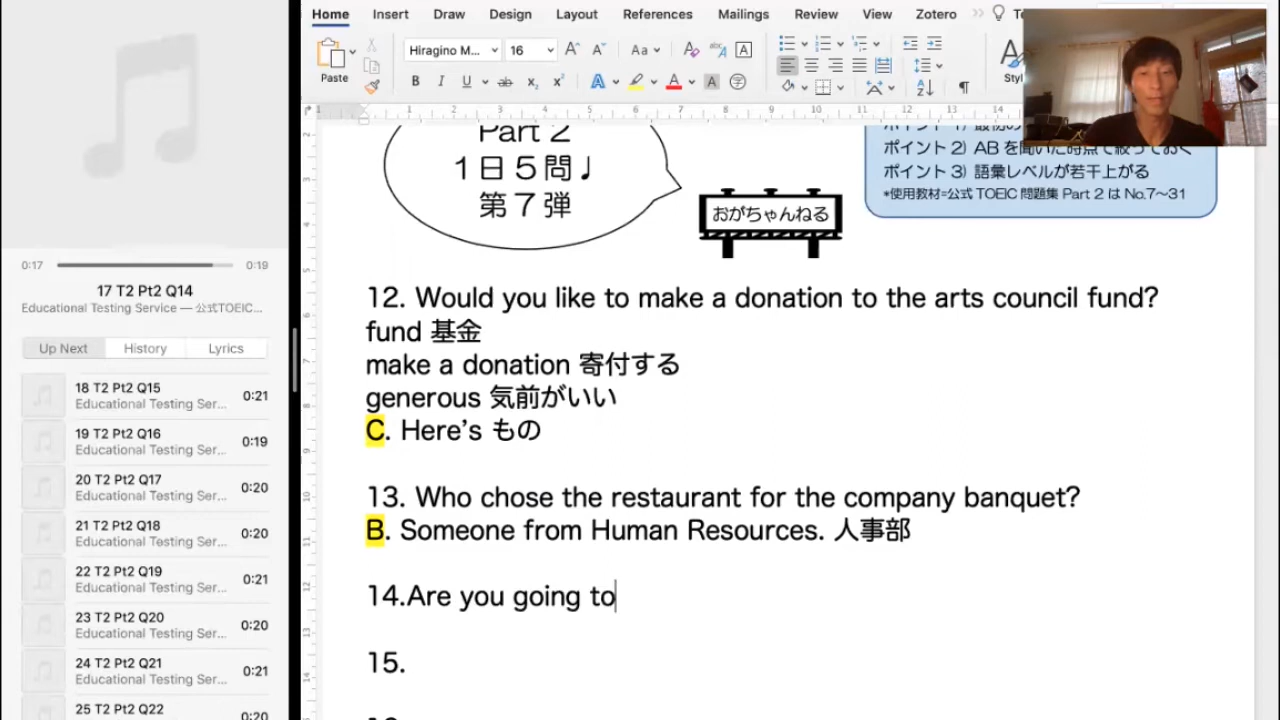 Home Insert Draw Design Layout References Mailings Review View Zotero
Paste
Hiragino M... 16
Part 2
1日5問♩
第7弾
おがちゃんねる
ポイント 2) AB を聞いた時点で絞っておく
ポイント 3) 語彙レベルが若干上がる
*使用教材=公式 TOEIC 問題集 Part 2 は No.7〜31
0:17 0:19
17 T2 Pt2 Q14
Educational Testing Service — 公式TOEIC...
Up Next History Lyrics
18 T2 Pt2 Q15
Educational Testing Ser... 0:21
19 T2 Pt2 Q16
Educational Testing Ser... 0:19
20 T2 Pt2 Q17
Educational Testing Ser... 0:20
21 T2 Pt2 Q18
Educational Testing Ser... 0:20
22 T2 Pt2 Q19
Educational Testing Ser... 0:21
23 T2 Pt2 Q20
Educational Testing Ser... 0:20
24 T2 Pt2 Q21
Educational Testing Ser... 0:21
25 T2 Pt2 Q22
0:20
12. Would you like to make a donation to the arts council fund?
fund 基金
make a donation 寄付する
generous 気前がいい
C. Here's もの
13. Who chose the restaurant for the company banquet?
B. Someone from Human Resources. 人事部
14.Are you going to
15.